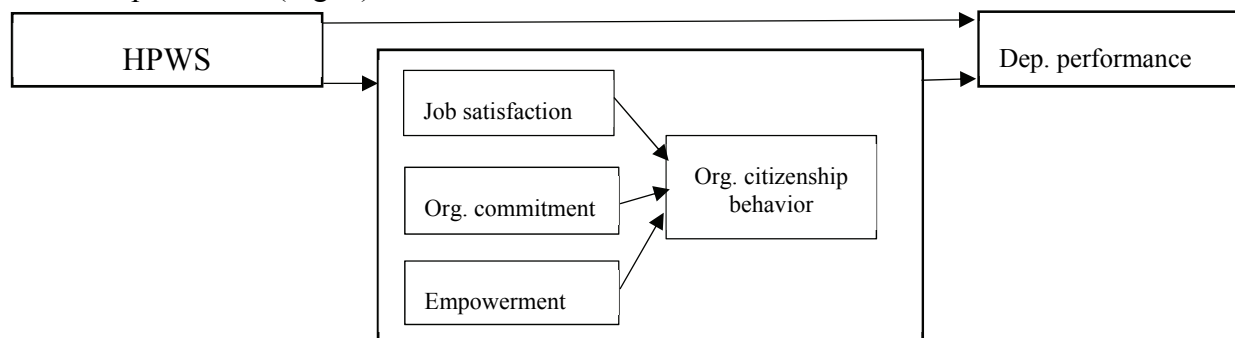 HPWS
Dep. performance
Job satisfaction
Org. commitment
Empowerment
Org. citizenship
behavior